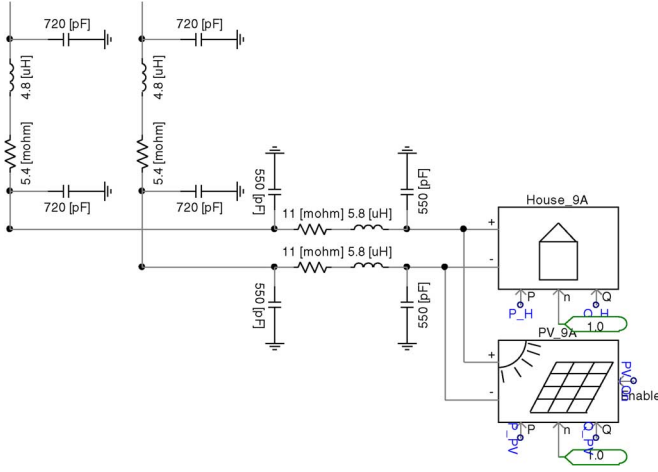 720 [pF]
720 [pF]
4.8 [uH]
4.8 [uH]
5.4 [mohm]
5.4 [mohm]
720 [pF]
720 [pF]
550 [pF]
550 [pF]
11 [mohm] 5.8 [uH]
11 [mohm] 5.8 [uH]
550 [pF]
550 [pF]
House_9A
+
-
P
n
Q
P_H
Q_H
1.0
PV_9A
+
-
PV_On
Enable
P
n
Q
P_PV
Q_PV
1.0